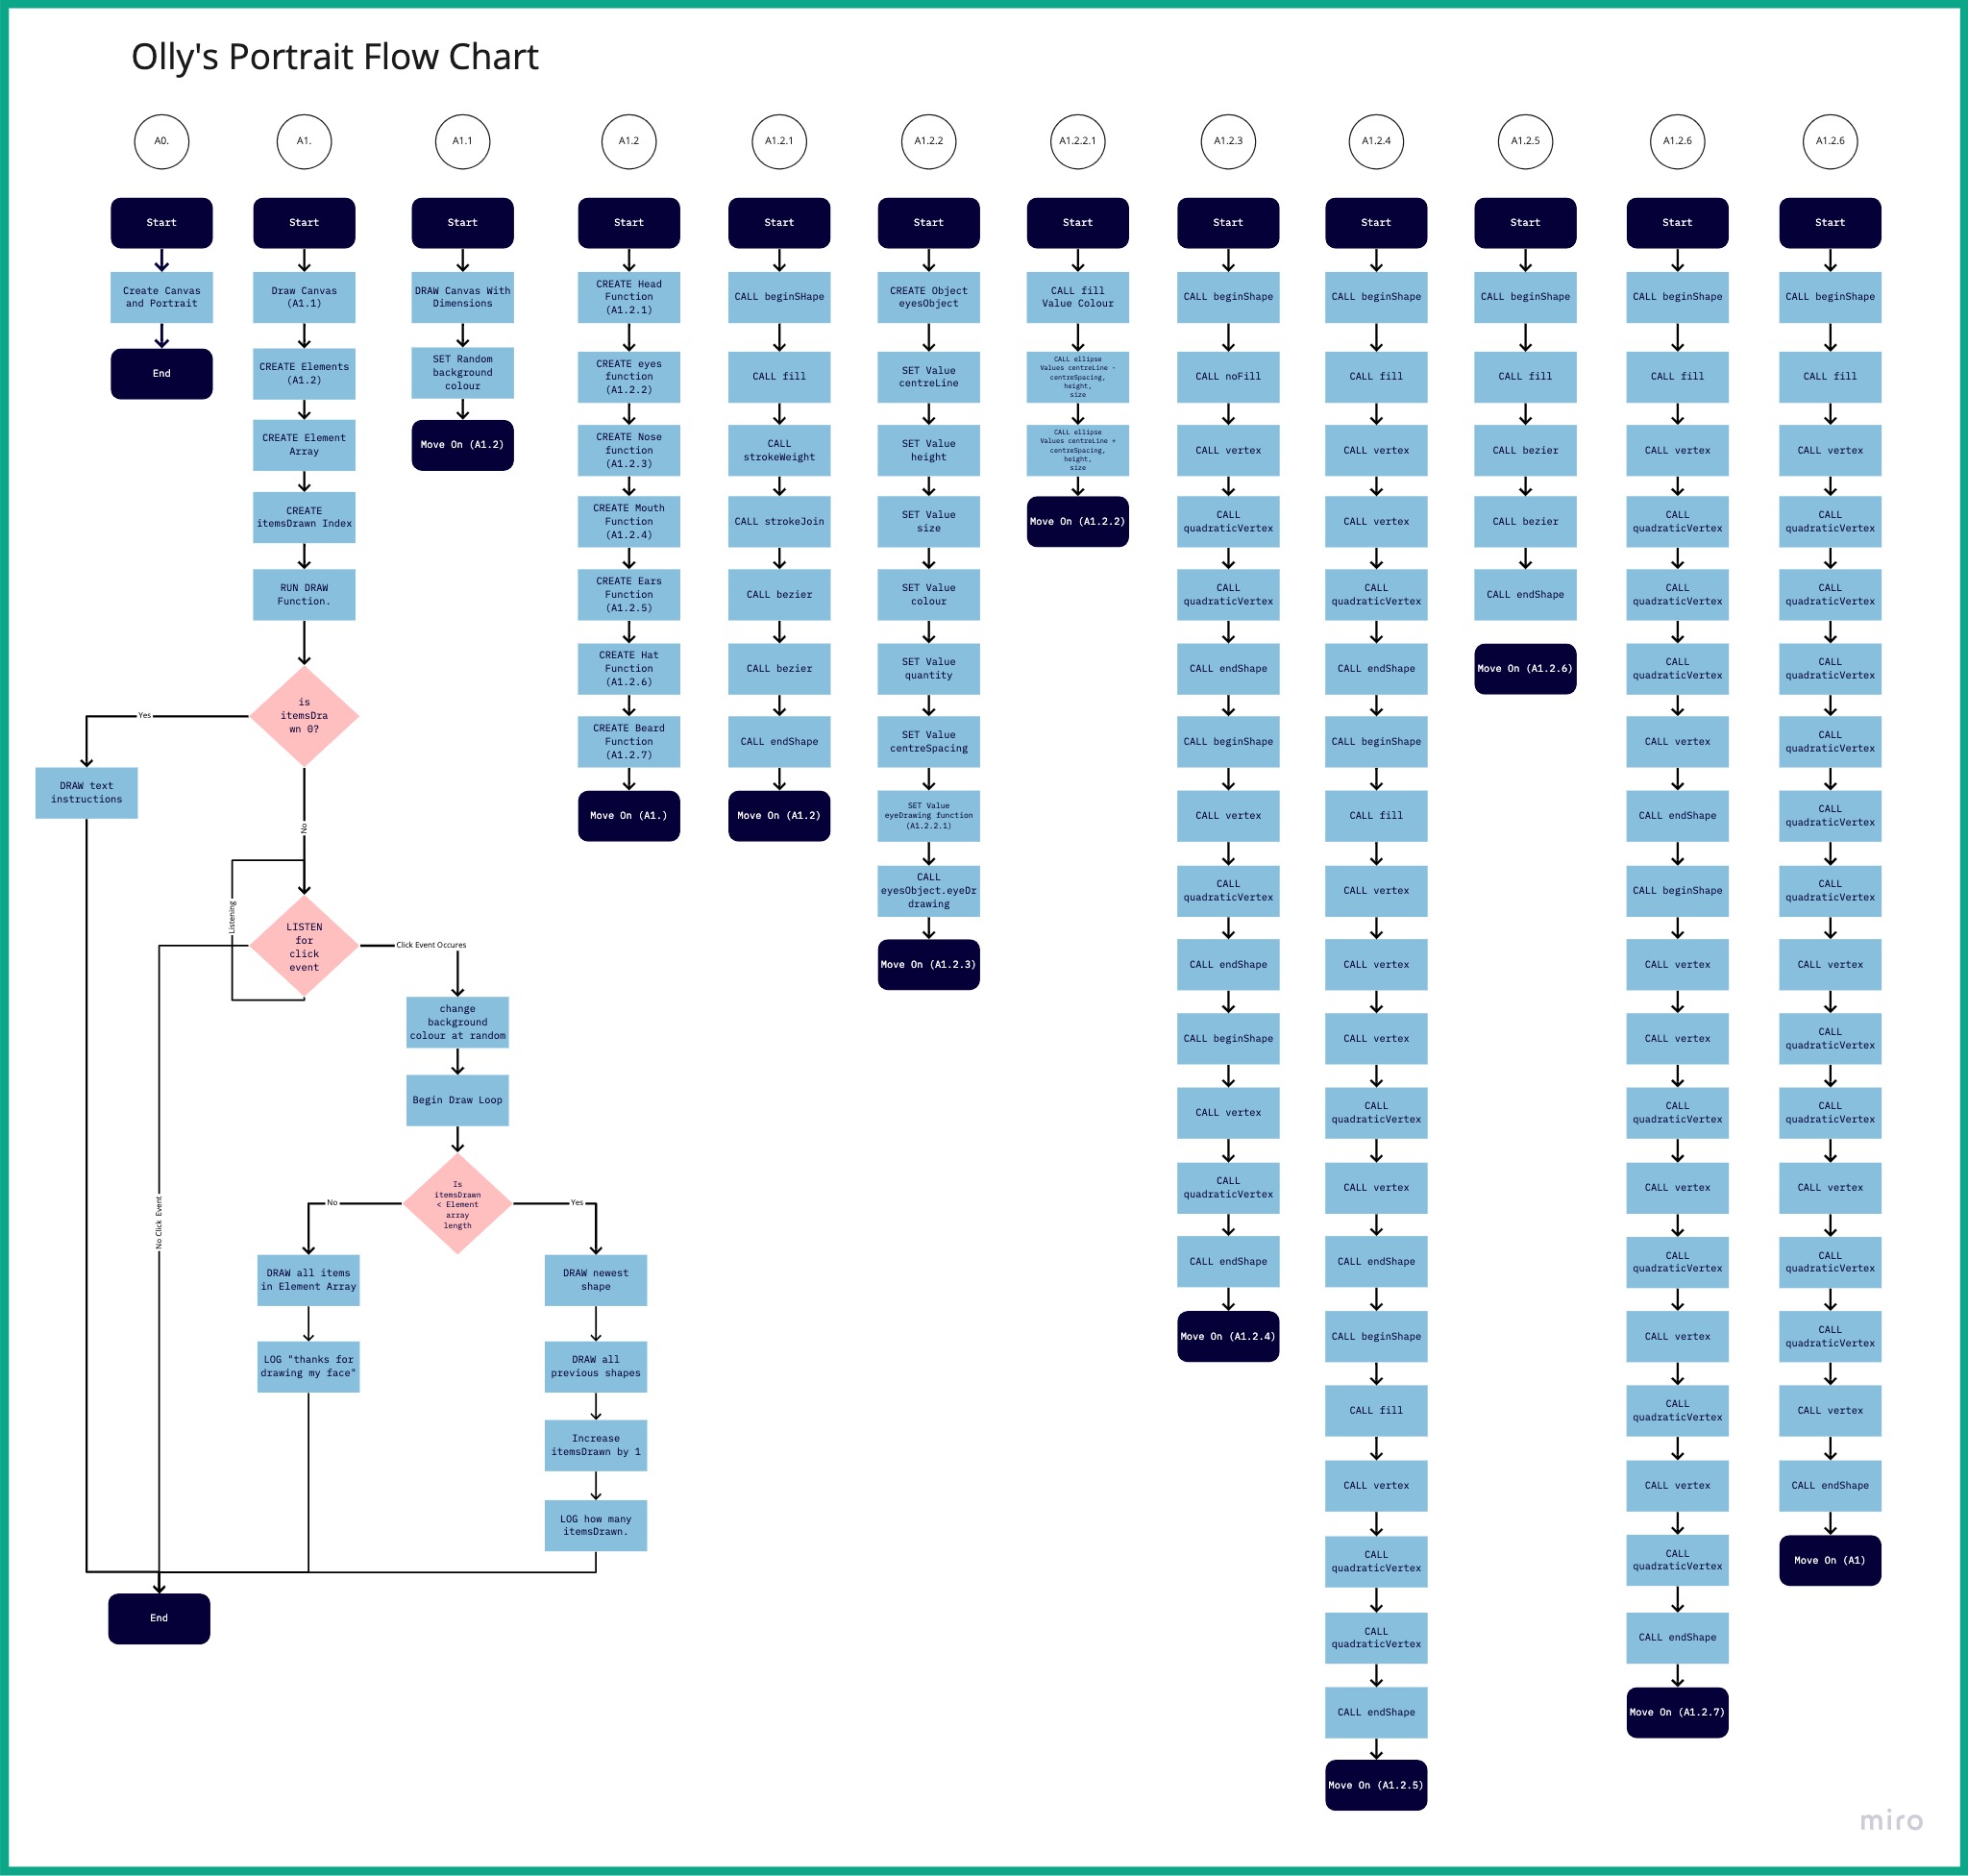 Olly's Portrait Flow Chart
A0.
Start
Create Canvas
and Portrait
End
A1.
Start
Draw Canvas
(A1.1)
CREATE Elements
(A1.2)
CREATE Element
Array
CREATE
itemsDrawn Index
RUN DRAW
Function.
is
itemsDra
wn 0?
Yes
DRAW text
instructions
No
Listening
LISTEN
for
click
event
Click Event Occures
No Click Event
change
background
colour at random
Begin Draw Loop
Is
itemsDrawn
< Element
array
length
No
DRAW all items
in Element Array
LOG "thanks for
drawing my face"
Yes
DRAW newest
shape
DRAW all
previous shapes
Increase
itemsDrawn by 1
LOG how many
itemsDrawn.
End
A1.1
Start
DRAW Canvas With
Dimensions
SET Random
background
colour
Move On (A1.2)
A1.2
Start
CREATE Head
Function
(A1.2.1)
CREATE eyes
function
(A1.2.2)
CREATE Nose
function
(A1.2.3)
CREATE Mouth
Function
(A1.2.4)
CREATE Ears
Function
(A1.2.5)
CREATE Hat
Function
(A1.2.6)
CREATE Beard
Function
(A1.2.7)
Move On (A1.)
A1.2.1
Start
CALL beginSHape
CALL fill
CALL
strokeWeight
CALL strokeJoin
CALL bezier
CALL bezier
CALL endShape
Move On (A1.2)
A1.2.2
Start
CREATE Object
eyesObject
SET Value
centreLine
SET Value
height
SET Value
size
SET Value
colour
SET Value
quantity
SET Value
centreSpacing
SET Value
eyeDrawing function
(A1.2.2.1)
CALL
eyesObject.eyeDr
drawing
Move On (A1.2.3)
A1.2.2.1
Start
CALL fill
Value Colour
CALL ellipse
Values centreLine -
centreSpacing,
height,
size
CALL ellipse
Values centreLine +
centreSpacing,
height,
size
Move On (A1.2.2)
A1.2.3
Start
CALL beginShape
CALL noFill
CALL vertex
CALL
quadraticVertex
CALL
quadraticVertex
CALL endShape
CALL beginShape
CALL vertex
CALL
quadraticVertex
CALL endShape
CALL beginShape
CALL vertex
CALL
quadraticVertex
CALL endShape
Move On (A1.2.4)
A1.2.4
Start
CALL beginShape
CALL fill
CALL vertex
CALL vertex
CALL
quadraticVertex
CALL endShape
CALL beginShape
CALL fill
CALL vertex
CALL vertex
CALL vertex
CALL
quadraticVertex
CALL vertex
CALL endShape
CALL beginShape
CALL fill
CALL vertex
CALL
quadraticVertex
CALL
quadraticVertex
CALL endShape
Move On (A1.2.5)
A1.2.5
Start
CALL beginShape
CALL fill
CALL bezier
CALL bezier
CALL endShape
Move On (A1.2.6)
A1.2.6
Start
CALL beginShape
CALL fill
CALL vertex
CALL
quadraticVertex
CALL
quadraticVertex
CALL
quadraticVertex
CALL vertex
CALL endShape
CALL beginShape
CALL vertex
CALL vertex
CALL
quadraticVertex
CALL vertex
CALL
quadraticVertex
CALL vertex
CALL
quadraticVertex
CALL vertex
CALL
quadraticVertex
CALL endShape
Move On (A1.2.7)
A1.2.6
Start
CALL beginShape
CALL fill
CALL vertex
CALL
quadraticVertex
CALL
quadraticVertex
CALL
quadraticVertex
CALL
quadraticVertex
CALL
quadraticVertex
CALL
quadraticVertex
CALL vertex
CALL
quadraticVertex
CALL
quadraticVertex
CALL vertex
CALL
quadraticVertex
CALL
quadraticVertex
CALL vertex
CALL endShape
Move On (A1)
miro